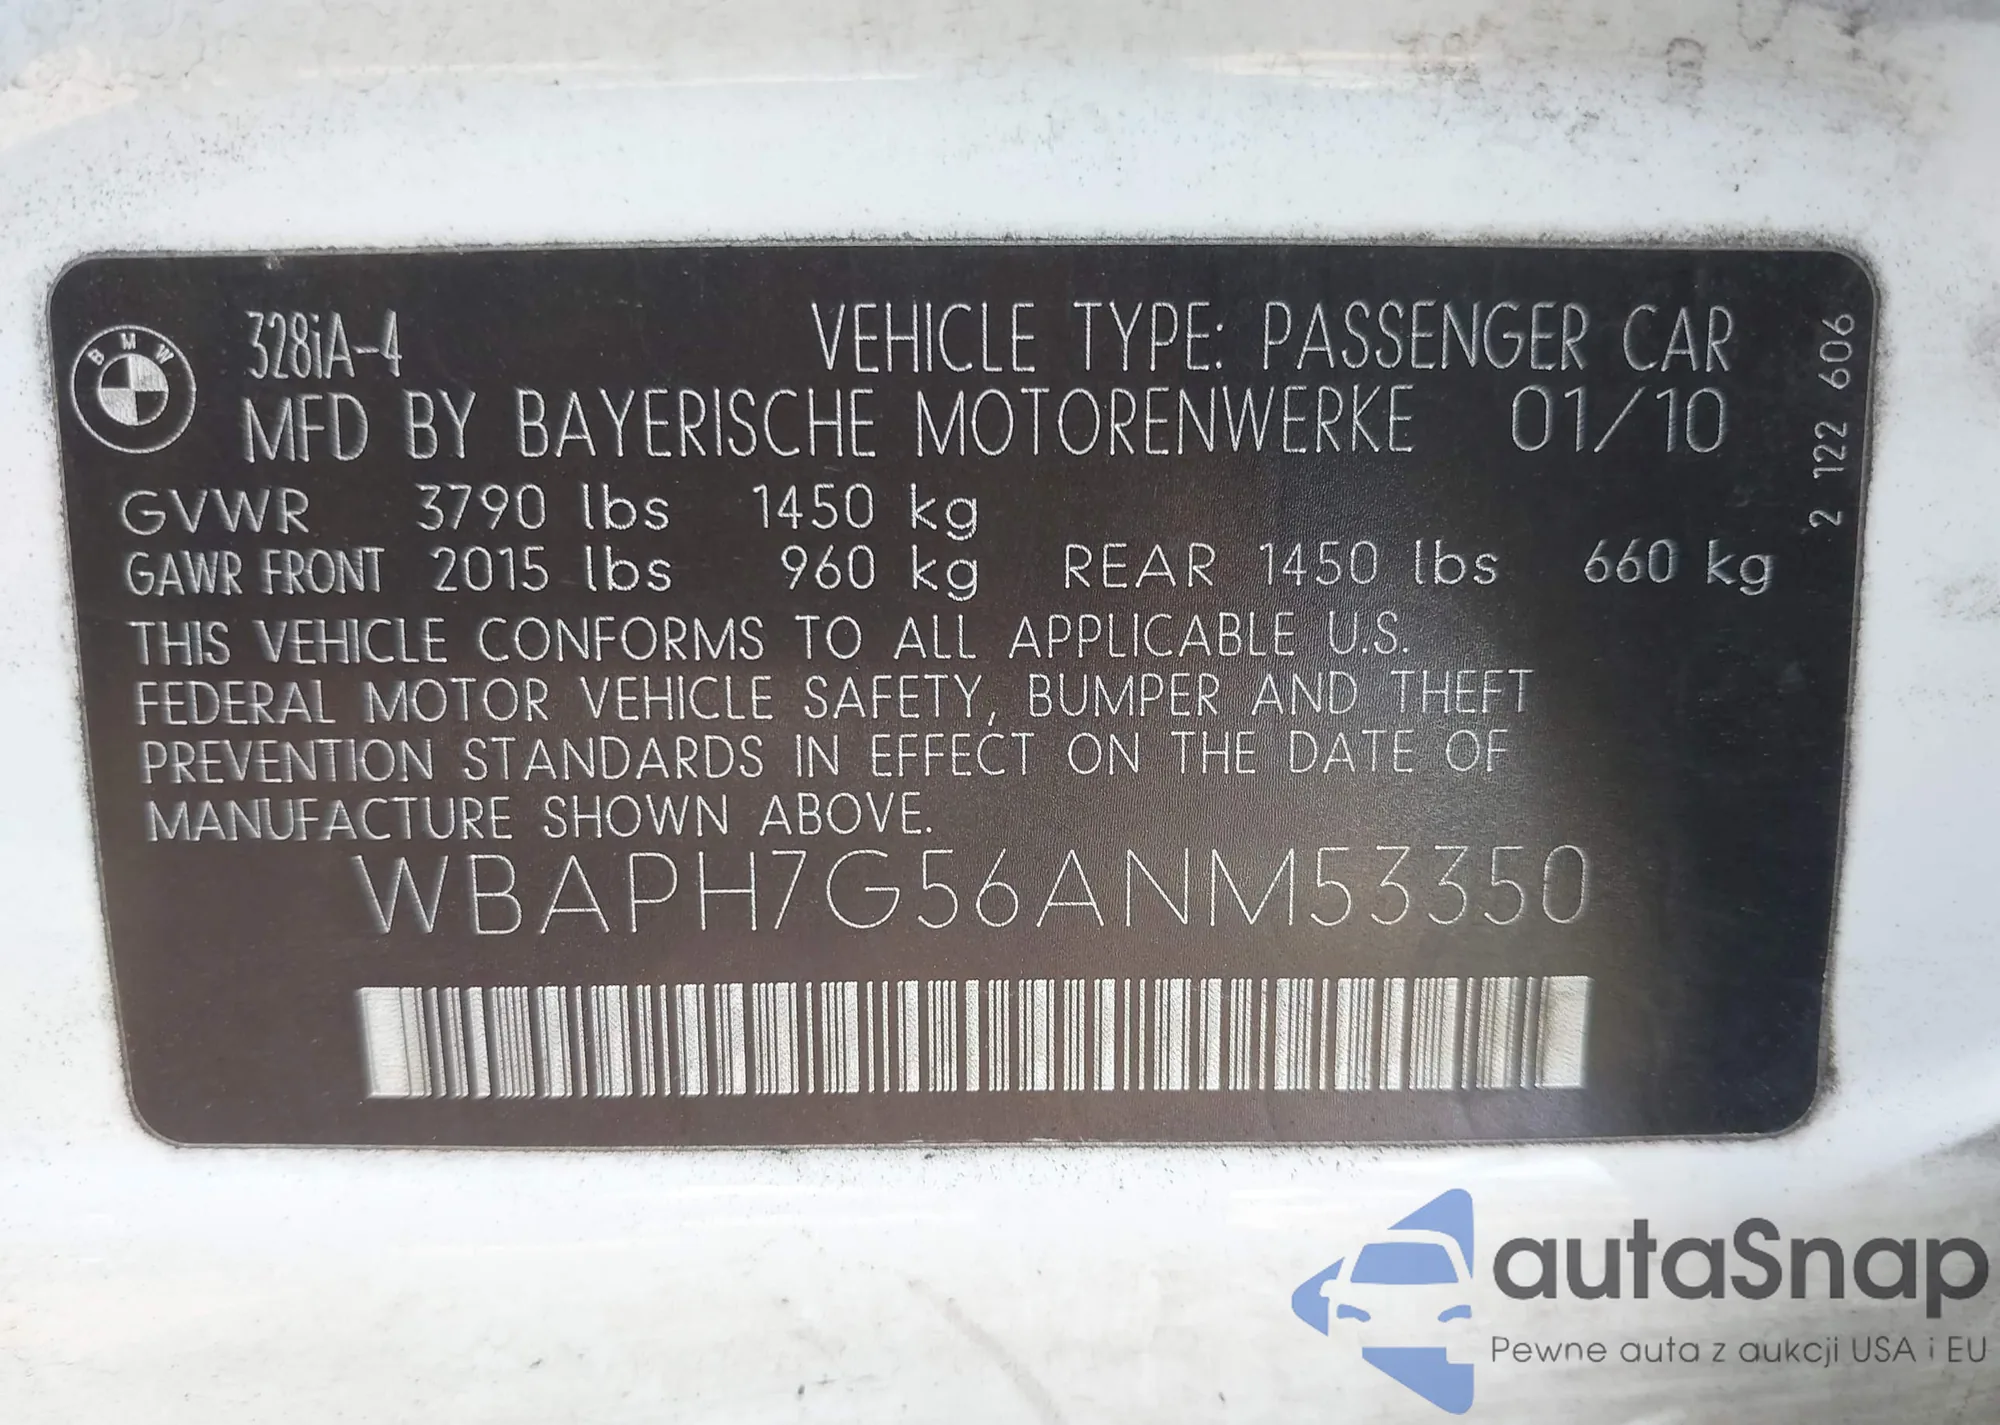 BMW
328iA-4 VEHICLE TYPE: PASSENGER CAR
MFD BY BAYERISCHE MOTORENWERKE 01/10
GVWR 3790 lbs 1450 kg
GAWR FRONT 2015 lbs 960 kg REAR 1450 lbs 660 kg
THIS VEHICLE CONFORMS TO ALL APPLICABLE U.S.
FEDERAL MOTOR VEHICLE SAFETY, BUMPER AND THEFT
PREVENTION STANDARDS IN EFFECT ON THE DATE OF
MANUFACTURE SHOWN ABOVE.
WBAPH7G56ANM53350
2 122 606
autaSnap
Pewne auta z aukcji USA i EU